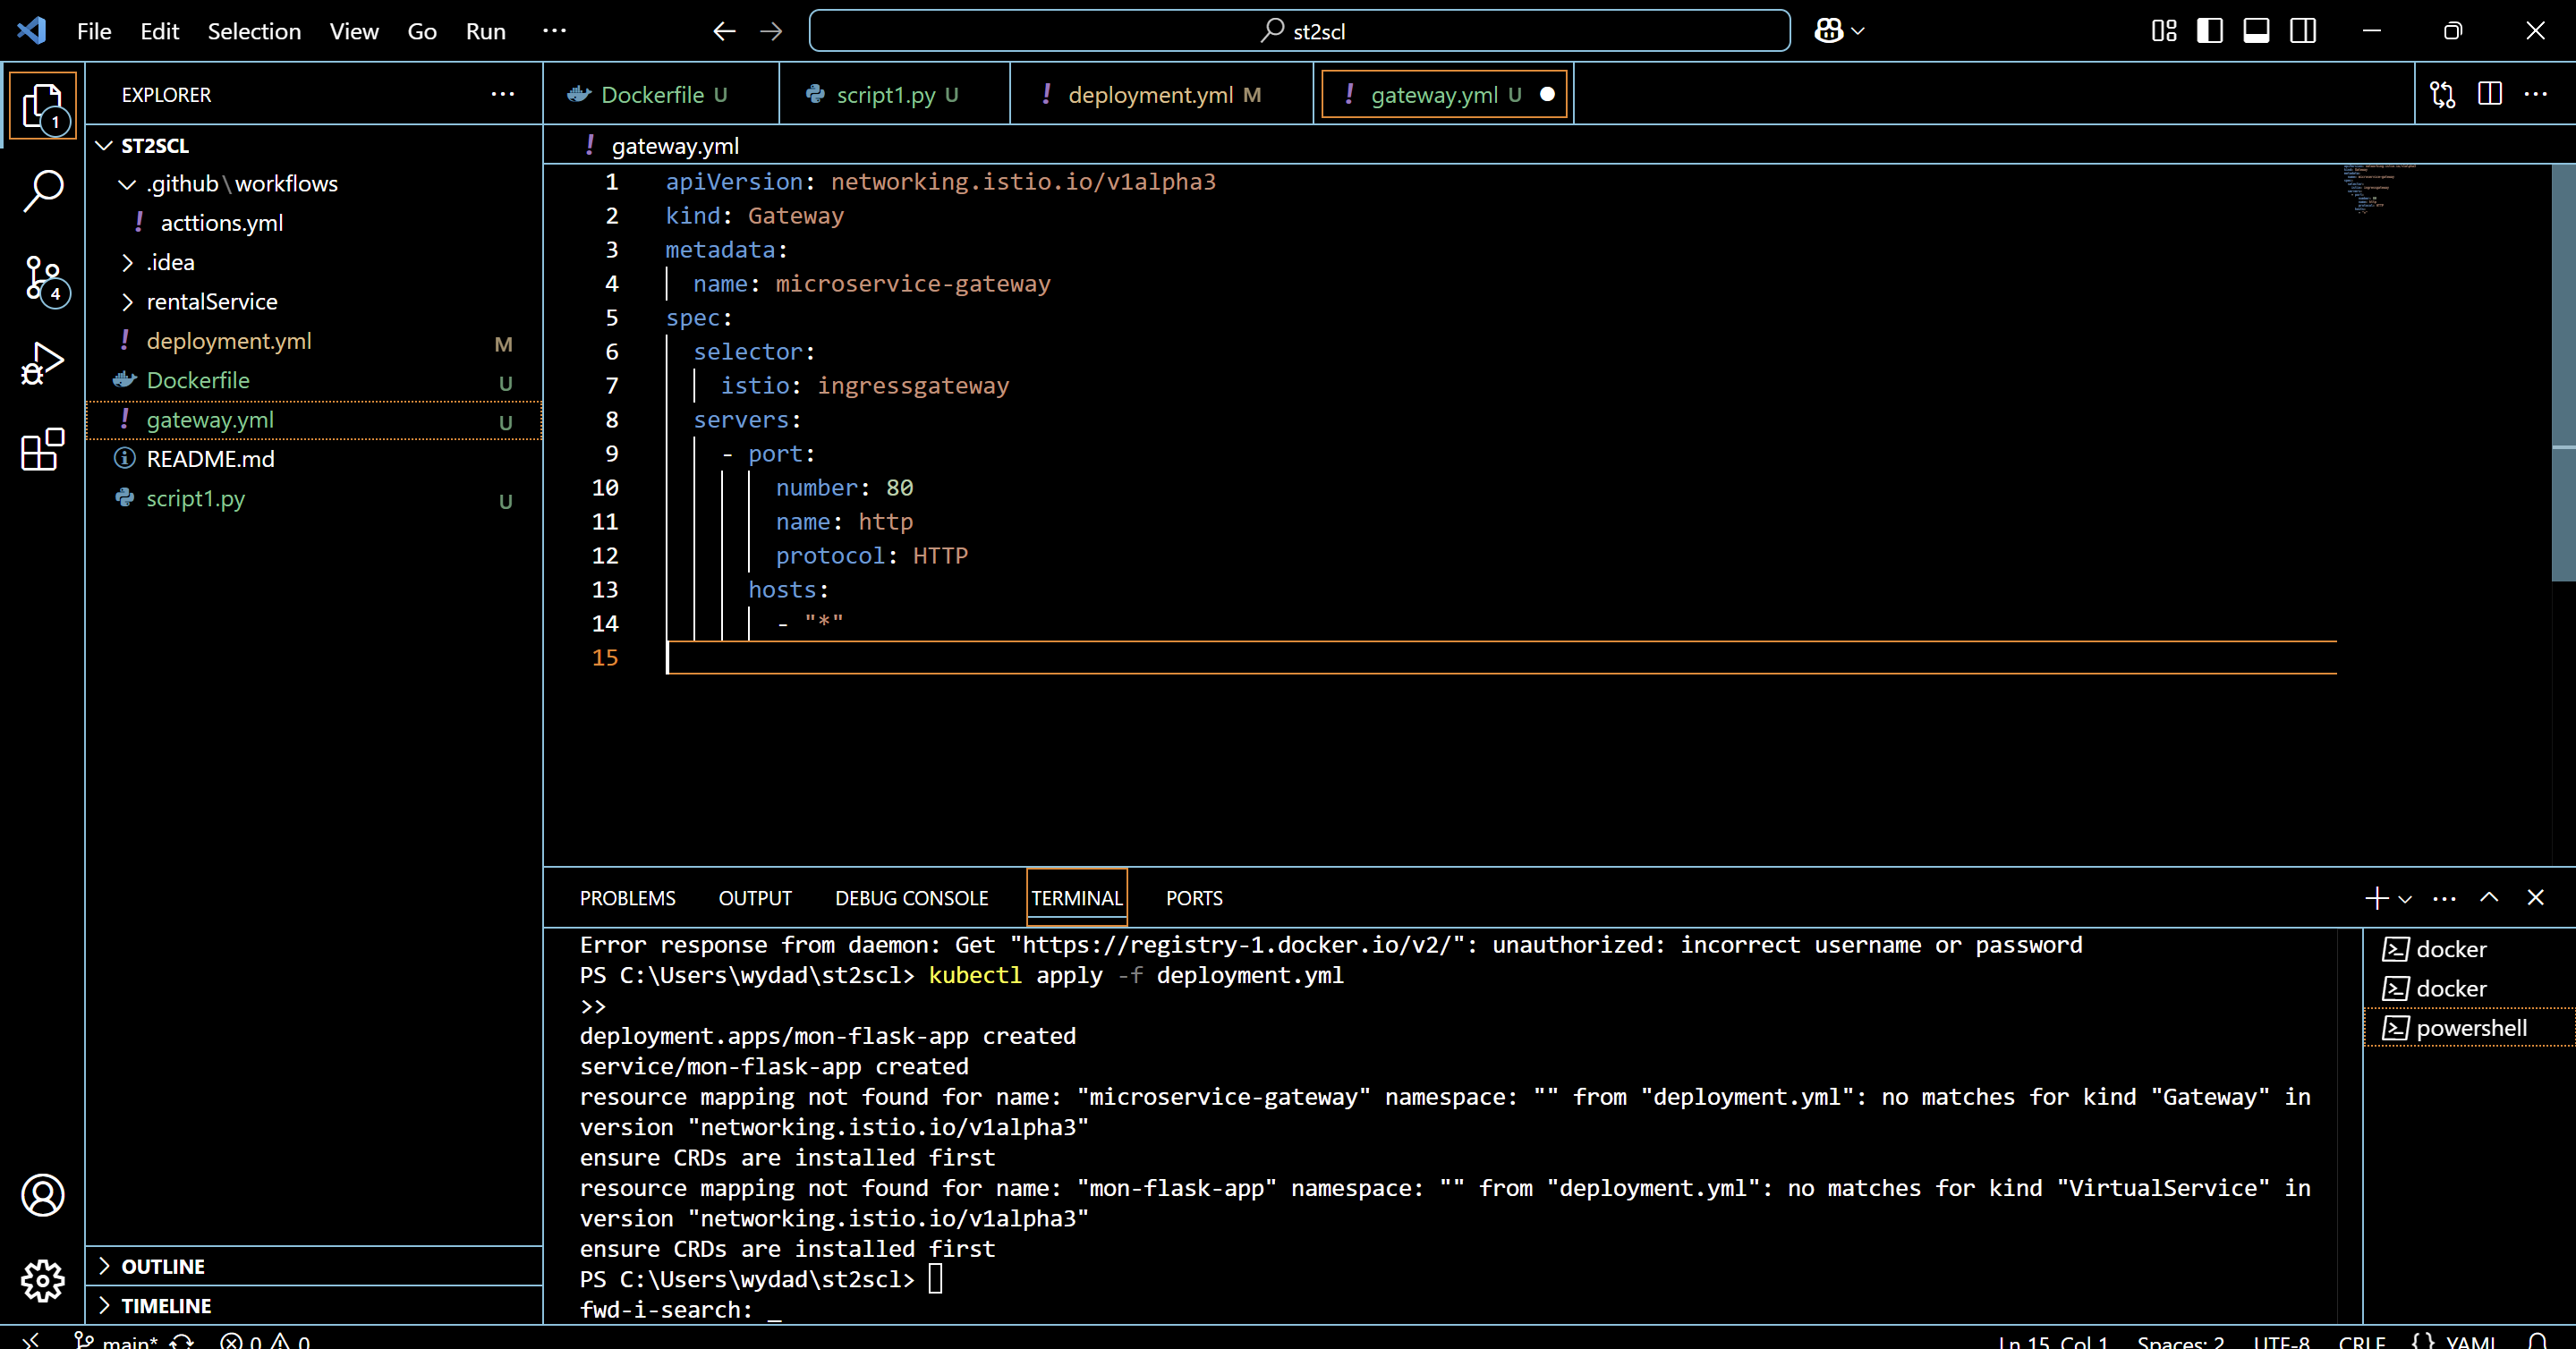 File Edit Selection View Go Run ··· st2scl
EXPLORER ···
ST2SCL
.github\workflows
! acttions.yml
.idea
rentalService
! deployment.yml M
Dockerfile U
! gateway.yml U
README.md
script1.py U
OUTLINE
TIMELINE
1
4
Dockerfile U script1.py U ! deployment.yml M ! gateway.yml U
! gateway.yml
1 apiVersion: networking.istio.io/v1alpha3
2 kind: Gateway
3 metadata:
4 name: microservice-gateway
5 spec:
6 selector:
7 istio: ingressgateway
8 servers:
9 - port:
10 number: 80
11 name: http
12 protocol: HTTP
13 hosts:
14 - "*"
15
PROBLEMS OUTPUT DEBUG CONSOLE TERMINAL PORTS
Error response from daemon: Get "https://registry-1.docker.io/v2/": unauthorized: incorrect username or password
PS C:\Users\wydad\st2scl> kubectl apply -f deployment.yml
>>
deployment.apps/mon-flask-app created
service/mon-flask-app created
resource mapping not found for name: "microservice-gateway" namespace: "" from "deployment.yml": no matches for kind "Gateway" in
version "networking.istio.io/v1alpha3"
ensure CRDs are installed first
resource mapping not found for name: "mon-flask-app" namespace: "" from "deployment.yml": no matches for kind "VirtualService" in
version "networking.istio.io/v1alpha3"
ensure CRDs are installed first
PS C:\Users\wydad\st2scl>
fwd-i-search: _
docker
docker
powershell
main* 0 0 Ln 15, Col 1 Spaces: 2 UTF-8 CRLF {} YAML